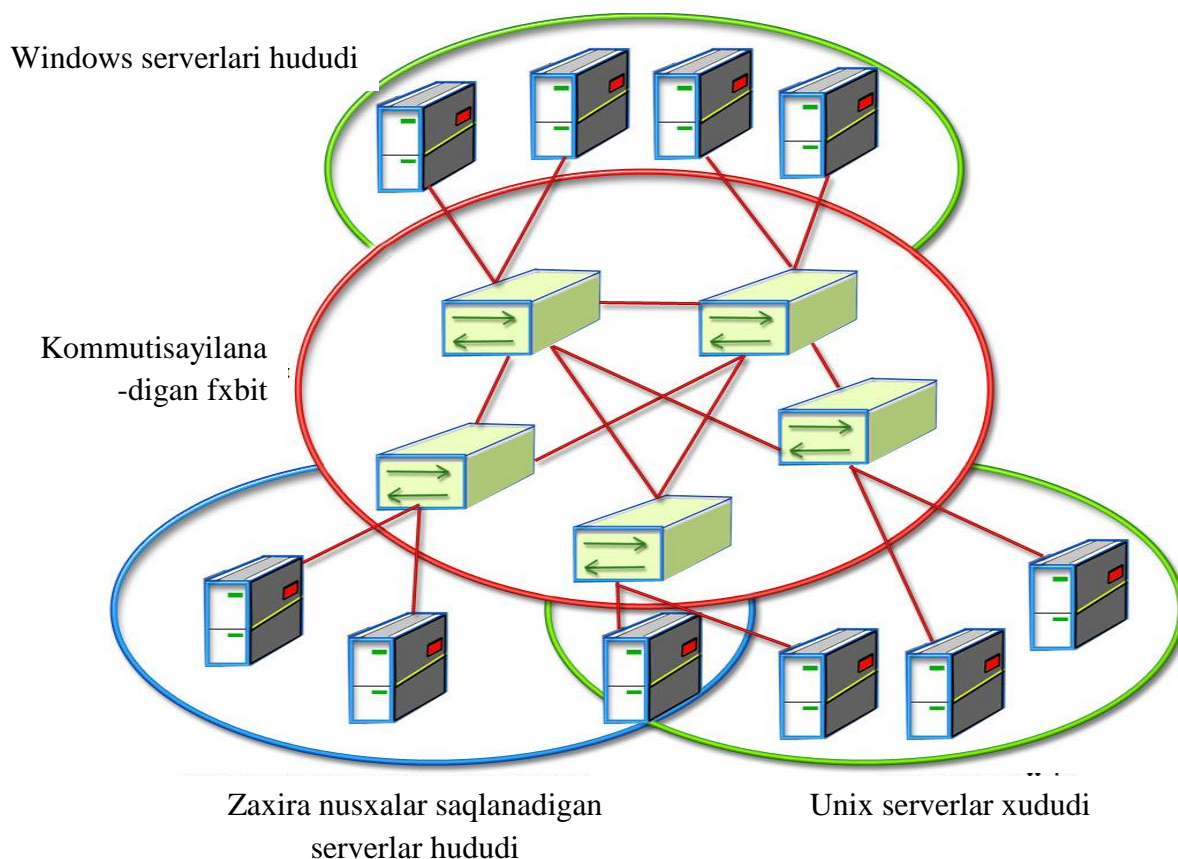 Windows serverlari hududi
Kommutisayilana
-digan fxbit
Zaxira nusxalar saqlanadigan
serverlar hududi
Unix serverlar xududi